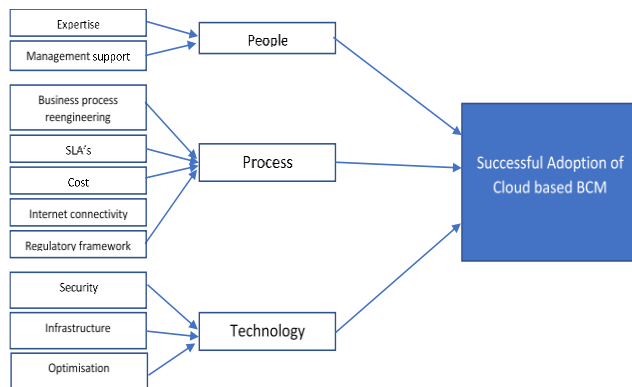 Expertise
Management support
People
Business process
reengineering
SLA's
Cost
Internet connectivity
Regulatory framework
Process
Security
Infrastructure
Optimisation
Technology
Successful Adoption of
Cloud based BCM